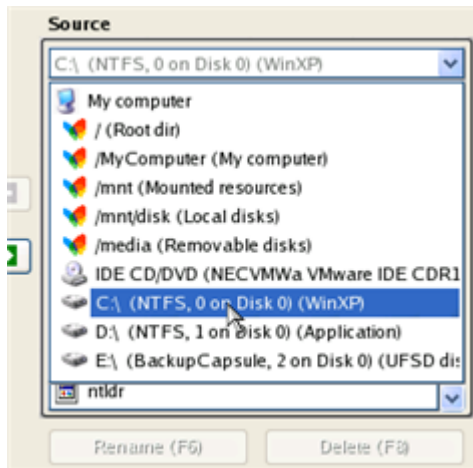 Source
C:\ (NTFS, 0 on Disk 0) (WinXP)
My computer
/ (Root dir)
/MyComputer (My computer)
/mnt (Mounted resources)
/mnt/disk (Local disks)
/media (Removable disks)
IDE CD/DVD (NECVMWa VMware IDE CDR1
C:\ (NTFS, 0 on Disk 0) (WinXP)
D:\ (NTFS, 1 on Disk 0) (Application)
E:\ (BackupCapsule, 2 on Disk 0) (UFSD dis
ntldr
Rename (F6) Delete (F8)